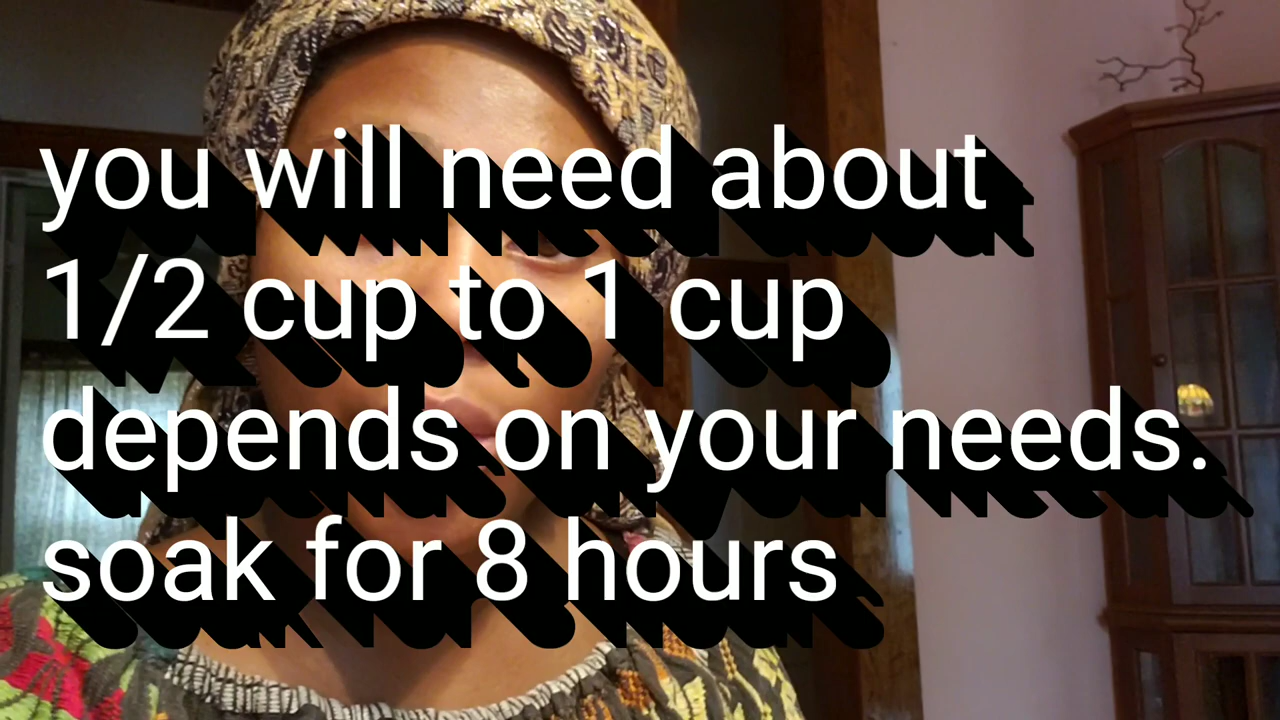 you will need about
1/2 cup to 1 cup
depends on your needs.
soak for 8 hours